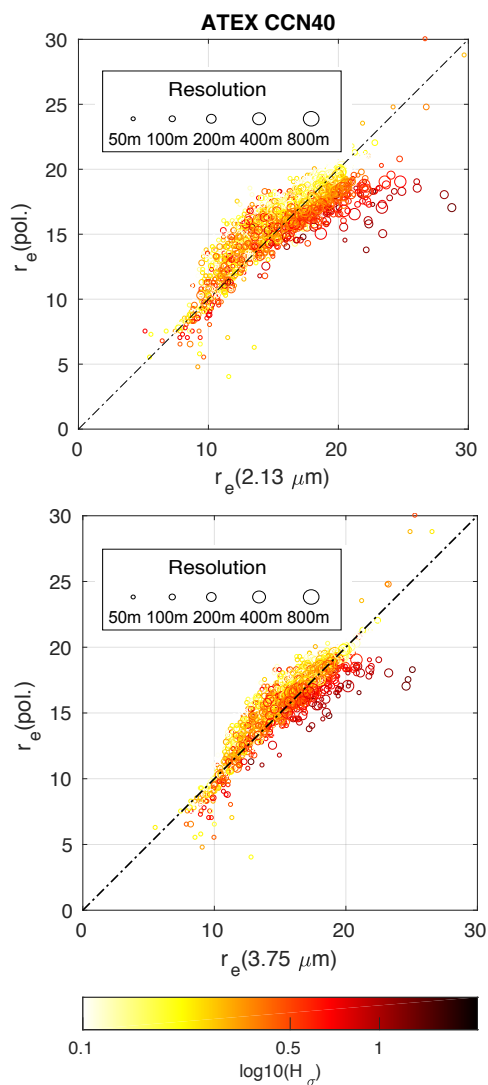 ATEX CCN40
30
25
20
15
10
5
0
r_e(pol.)
Resolution
50m 100m 200m 400m 800m
0 10 20 30
r_e(2.13 μm)
30
25
20
15
10
5
0
r_e(pol.)
Resolution
50m 100m 200m 400m 800m
0 10 20 30
r_e(3.75 μm)
0.1 0.5 1
log10(H_σ)